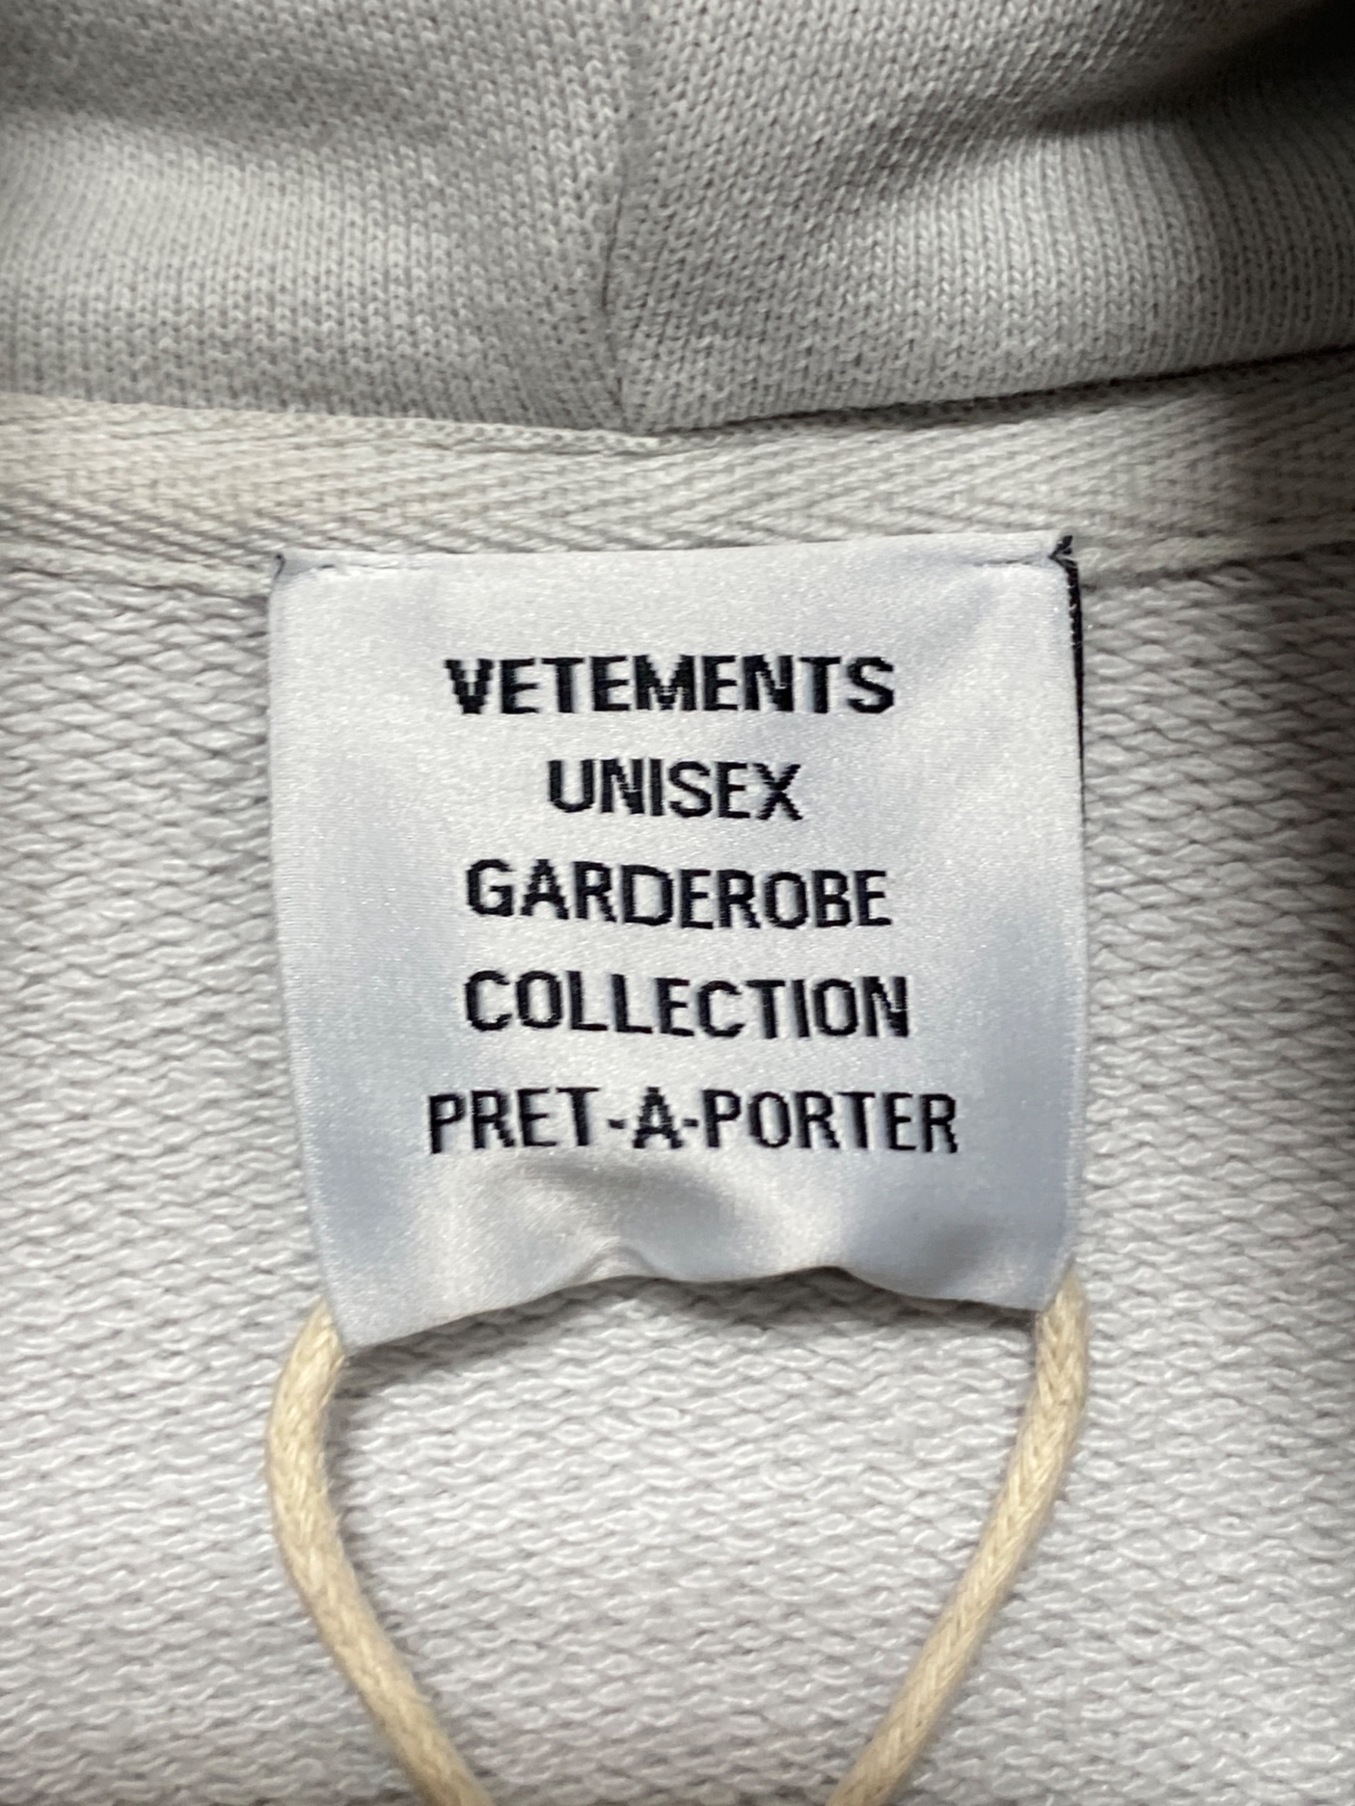 VETEMENTS
UNISEX
GARDEROBE
COLLECTION
PRET-A-PORTER